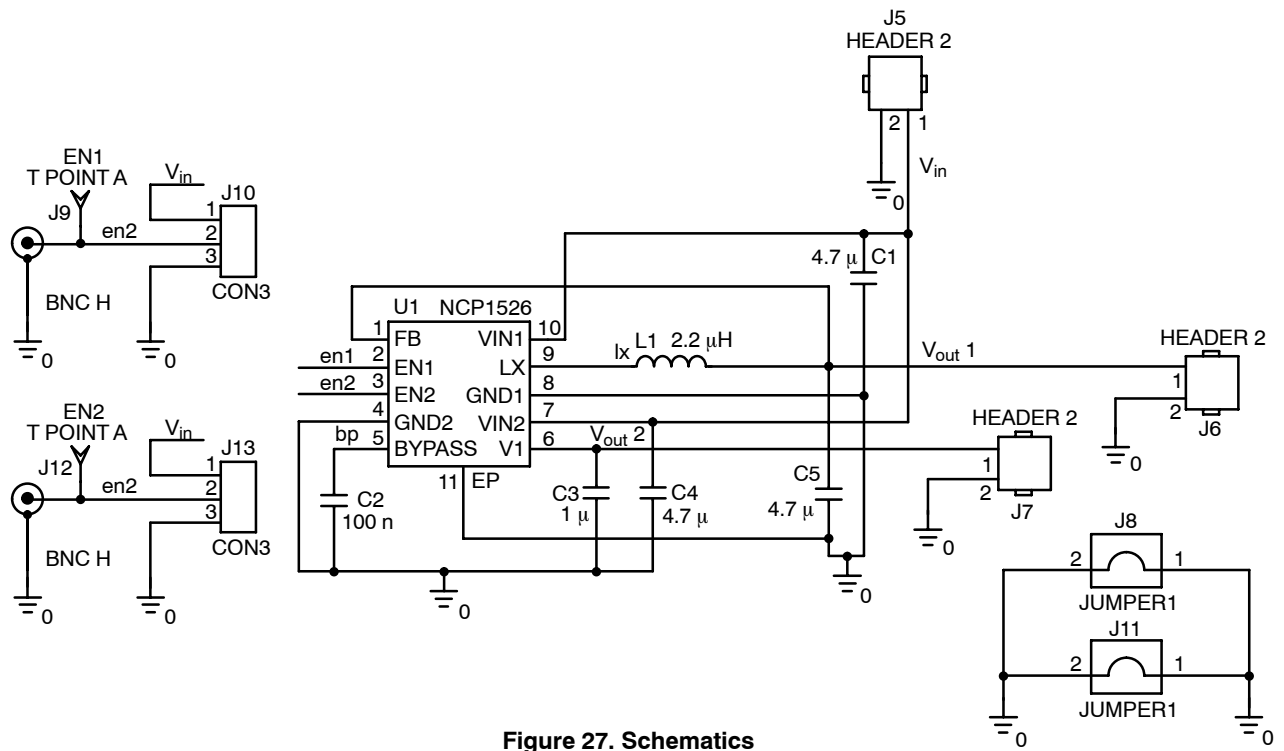 J5
HEADER 2
2 1
V_in
0
EN1
T POINT A
J9
en2
BNC H
0
V_in
J10
1
2
3
CON3
0
EN2
T POINT A
J12
en2
BNC H
0
V_in
J13
1
2
3
CON3
0
U1 NCP1526
1 FB
2 EN1
3 EN2
4 GND2
5 BYPASS
VIN1 10
LX 9
GND1 8
VIN2 7
V1 6
11 EP
en1
en2
bp
C2
100 n
lx
L1 2.2 μH
4.7 μ C1
V_out 1
V_out 2
C3
1 μ
C4
4.7 μ
C5
4.7 μ
0
0
HEADER 2
1
2
J6
0
HEADER 2
1
2
J7
0
J8
2 1
JUMPER1
J11
2 1
JUMPER1
0
0
Figure 27. Schematics